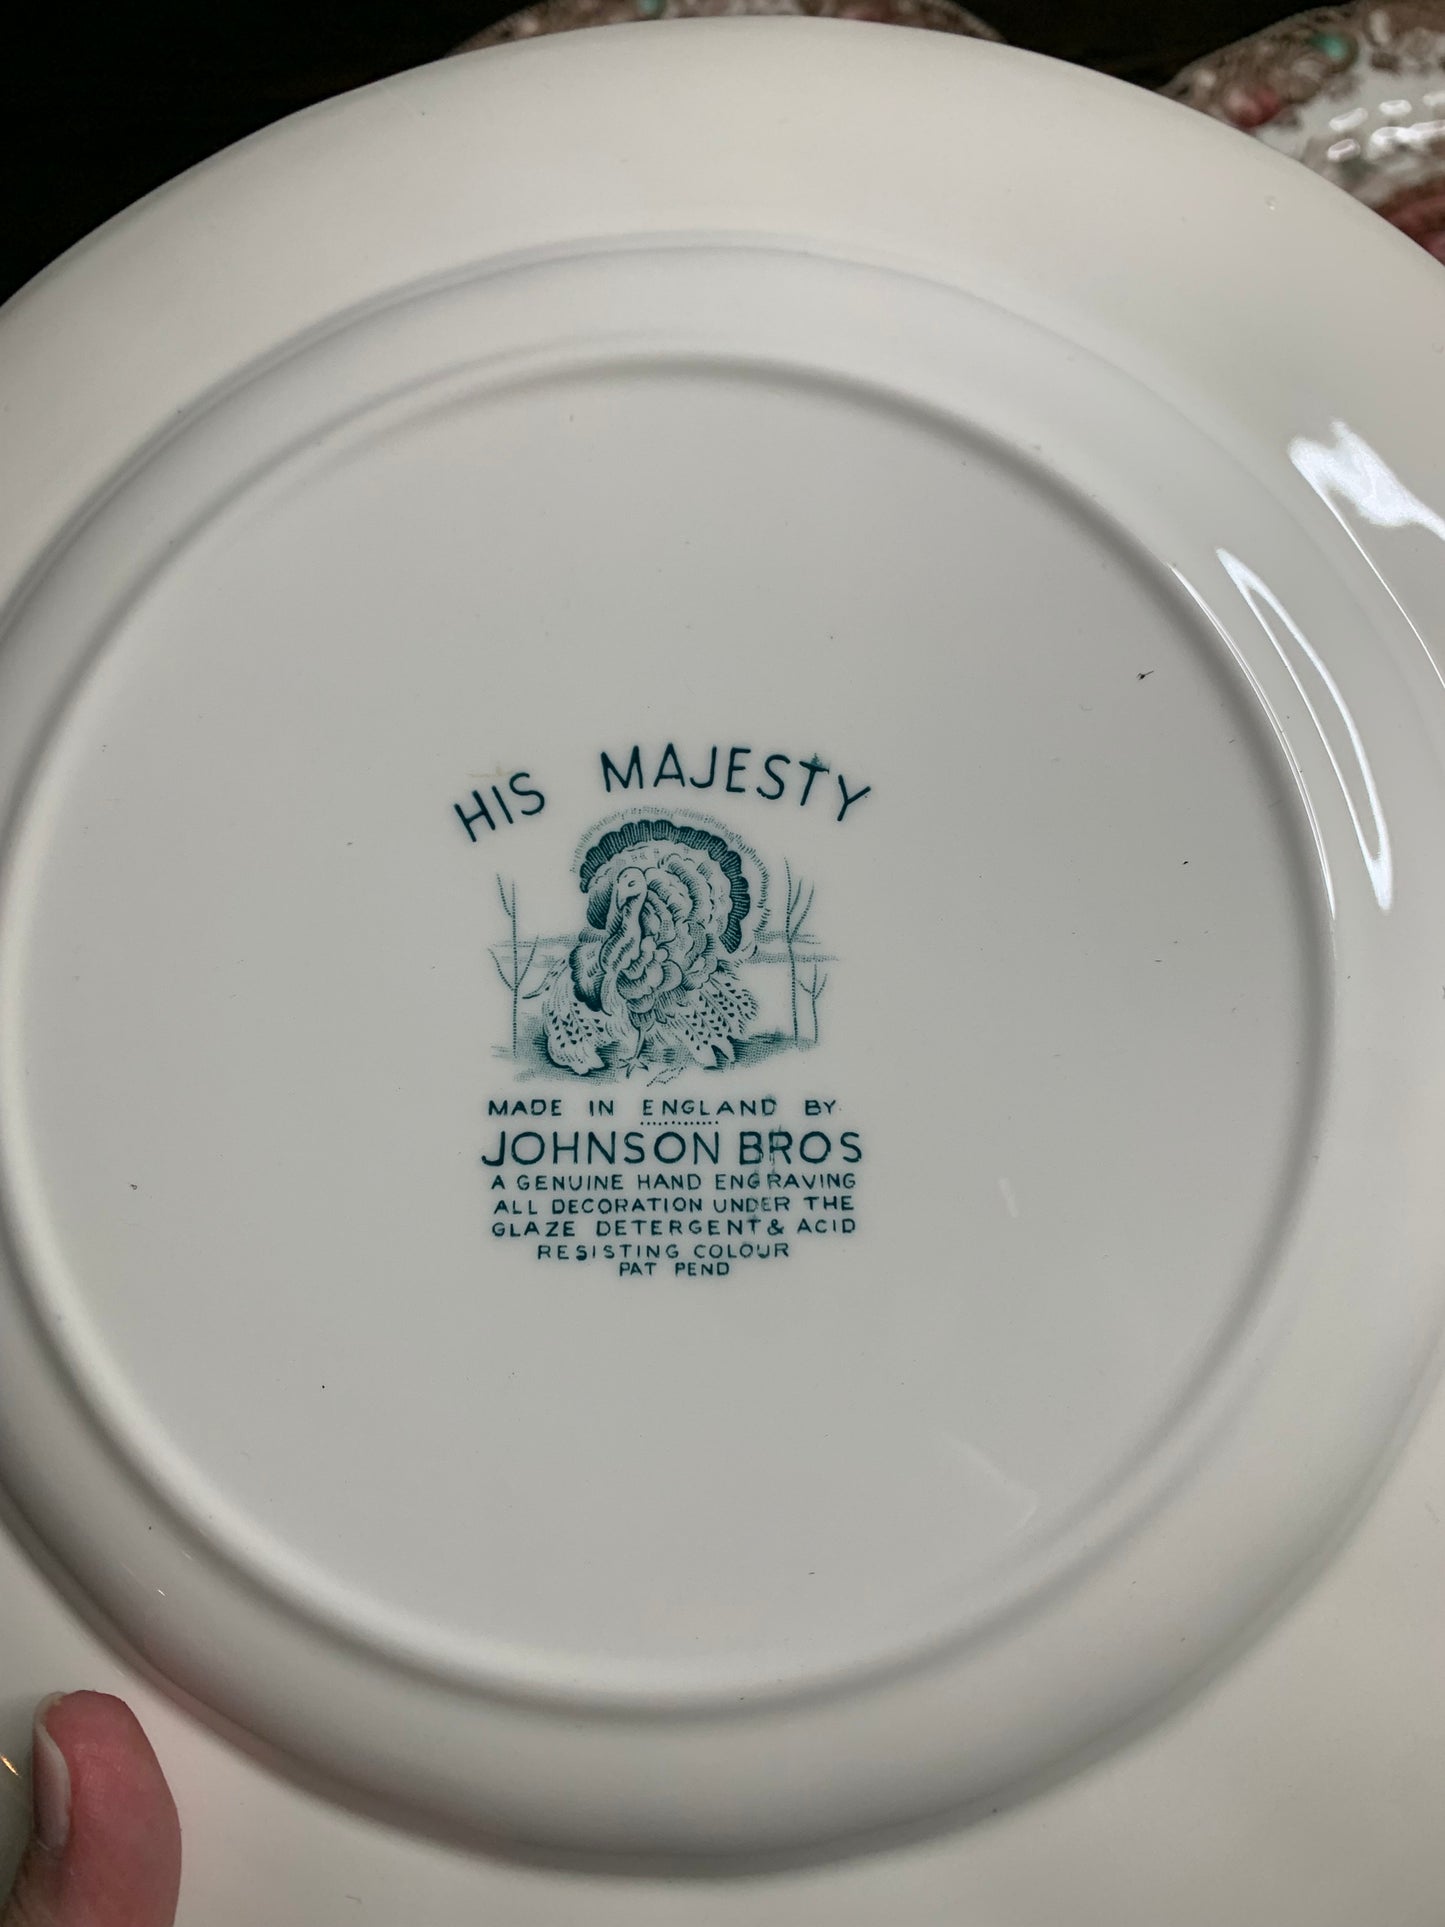 HIS MAJESTY
MADE IN ENGLAND BY
JOHNSON BROS
A GENUINE HAND ENGRAVING
ALL DECORATION UNDER THE
GLAZE DETERGENT & ACID
RESISTING COLOUR
PAT PEND